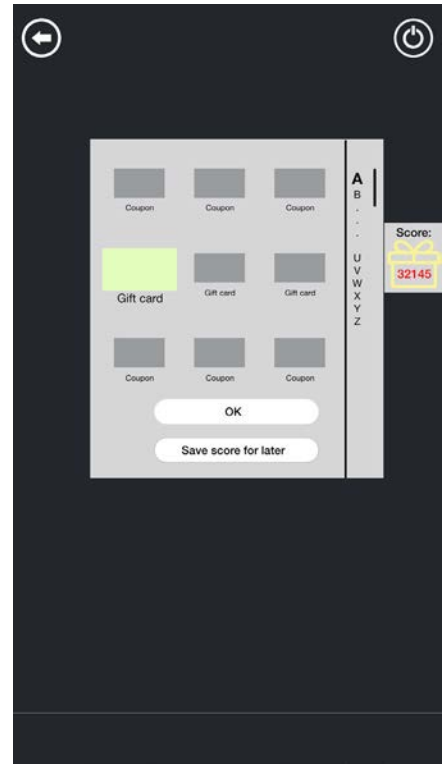 Coupon Coupon Coupon
Gift card Gift card Gift card
Coupon Coupon Coupon
OK
Save score for later
A
B
.
.
.
U
V
W
X
Y
Z
Score:
32145